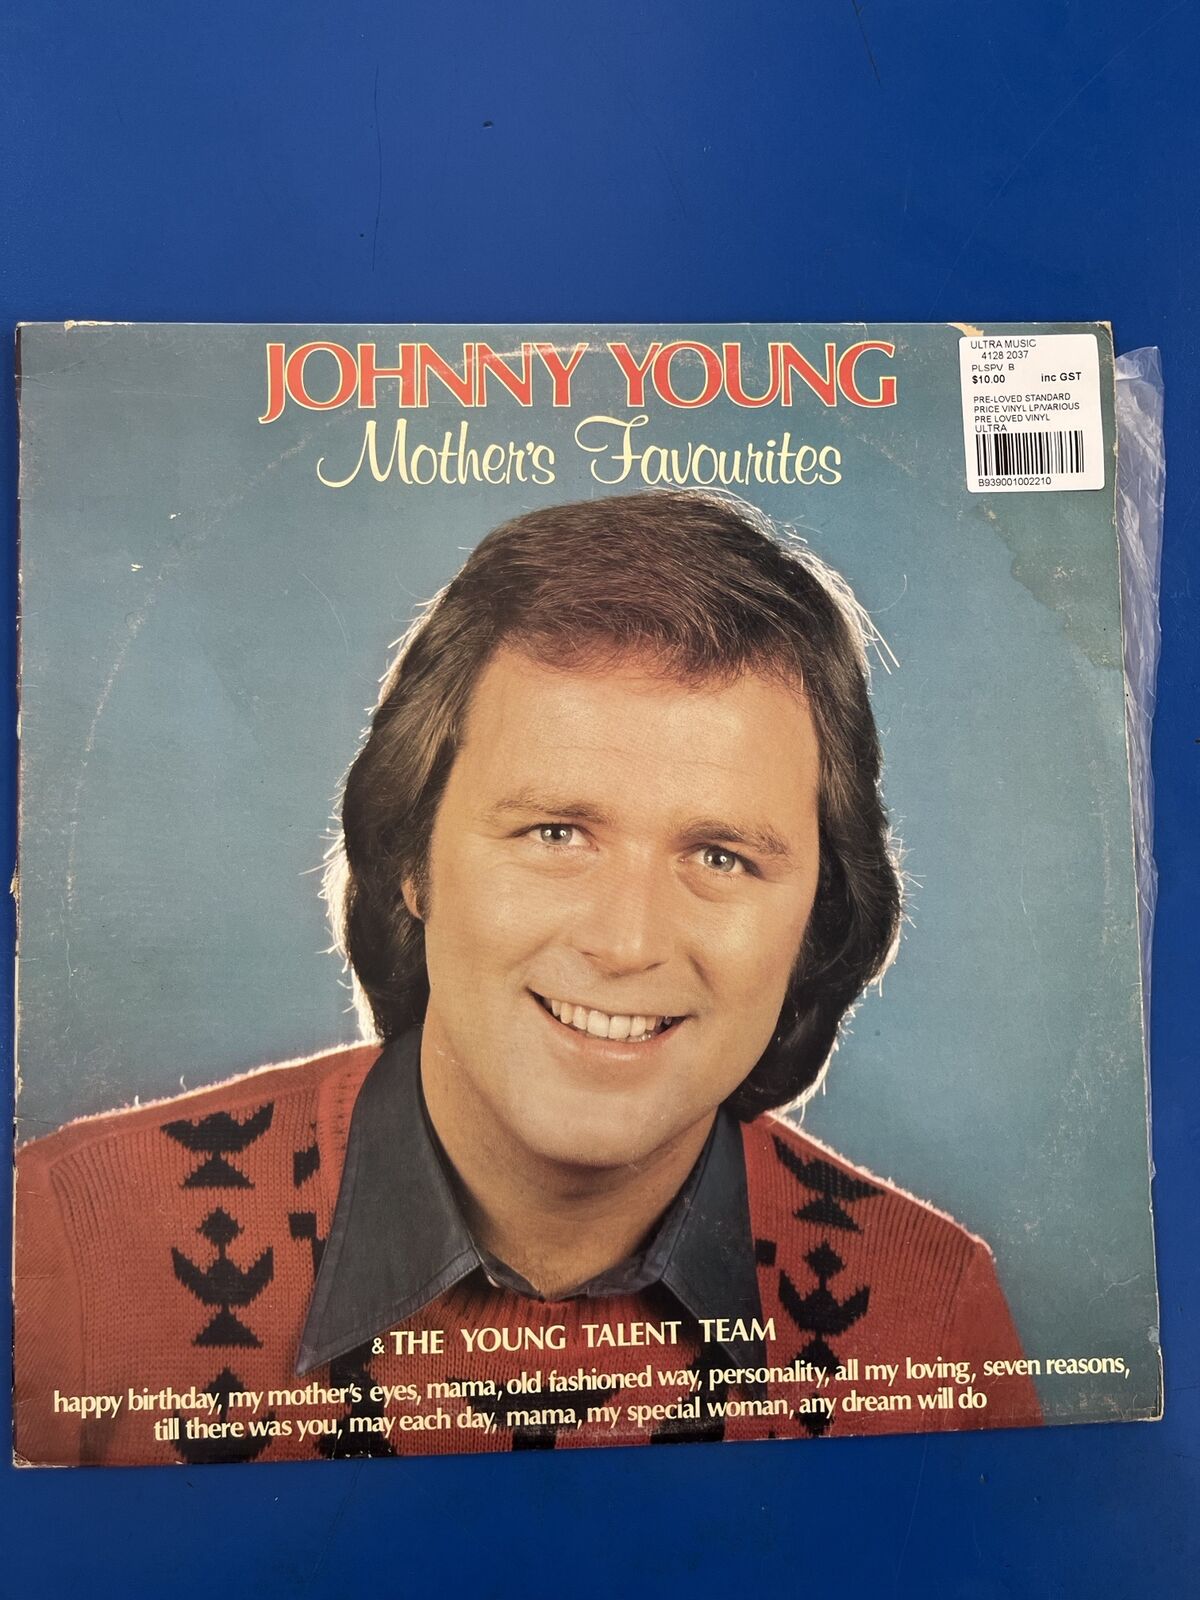 JOHNNY YOUNG
Mother's Favourites
ULTRA MUSIC
4128 2037
PLSPV B
$10.00 inc GST
PRE-LOVED STANDARD
PRICE VINYL LP/VARIOUS
PRE LOVED VINYL
ULTRA
B939001002210
& THE YOUNG TALENT TEAM
happy birthday, my mother's eyes, mama, old fashioned way, personality, all my loving, seven reasons,
till there was you, may each day, mama, my special woman, any dream will do